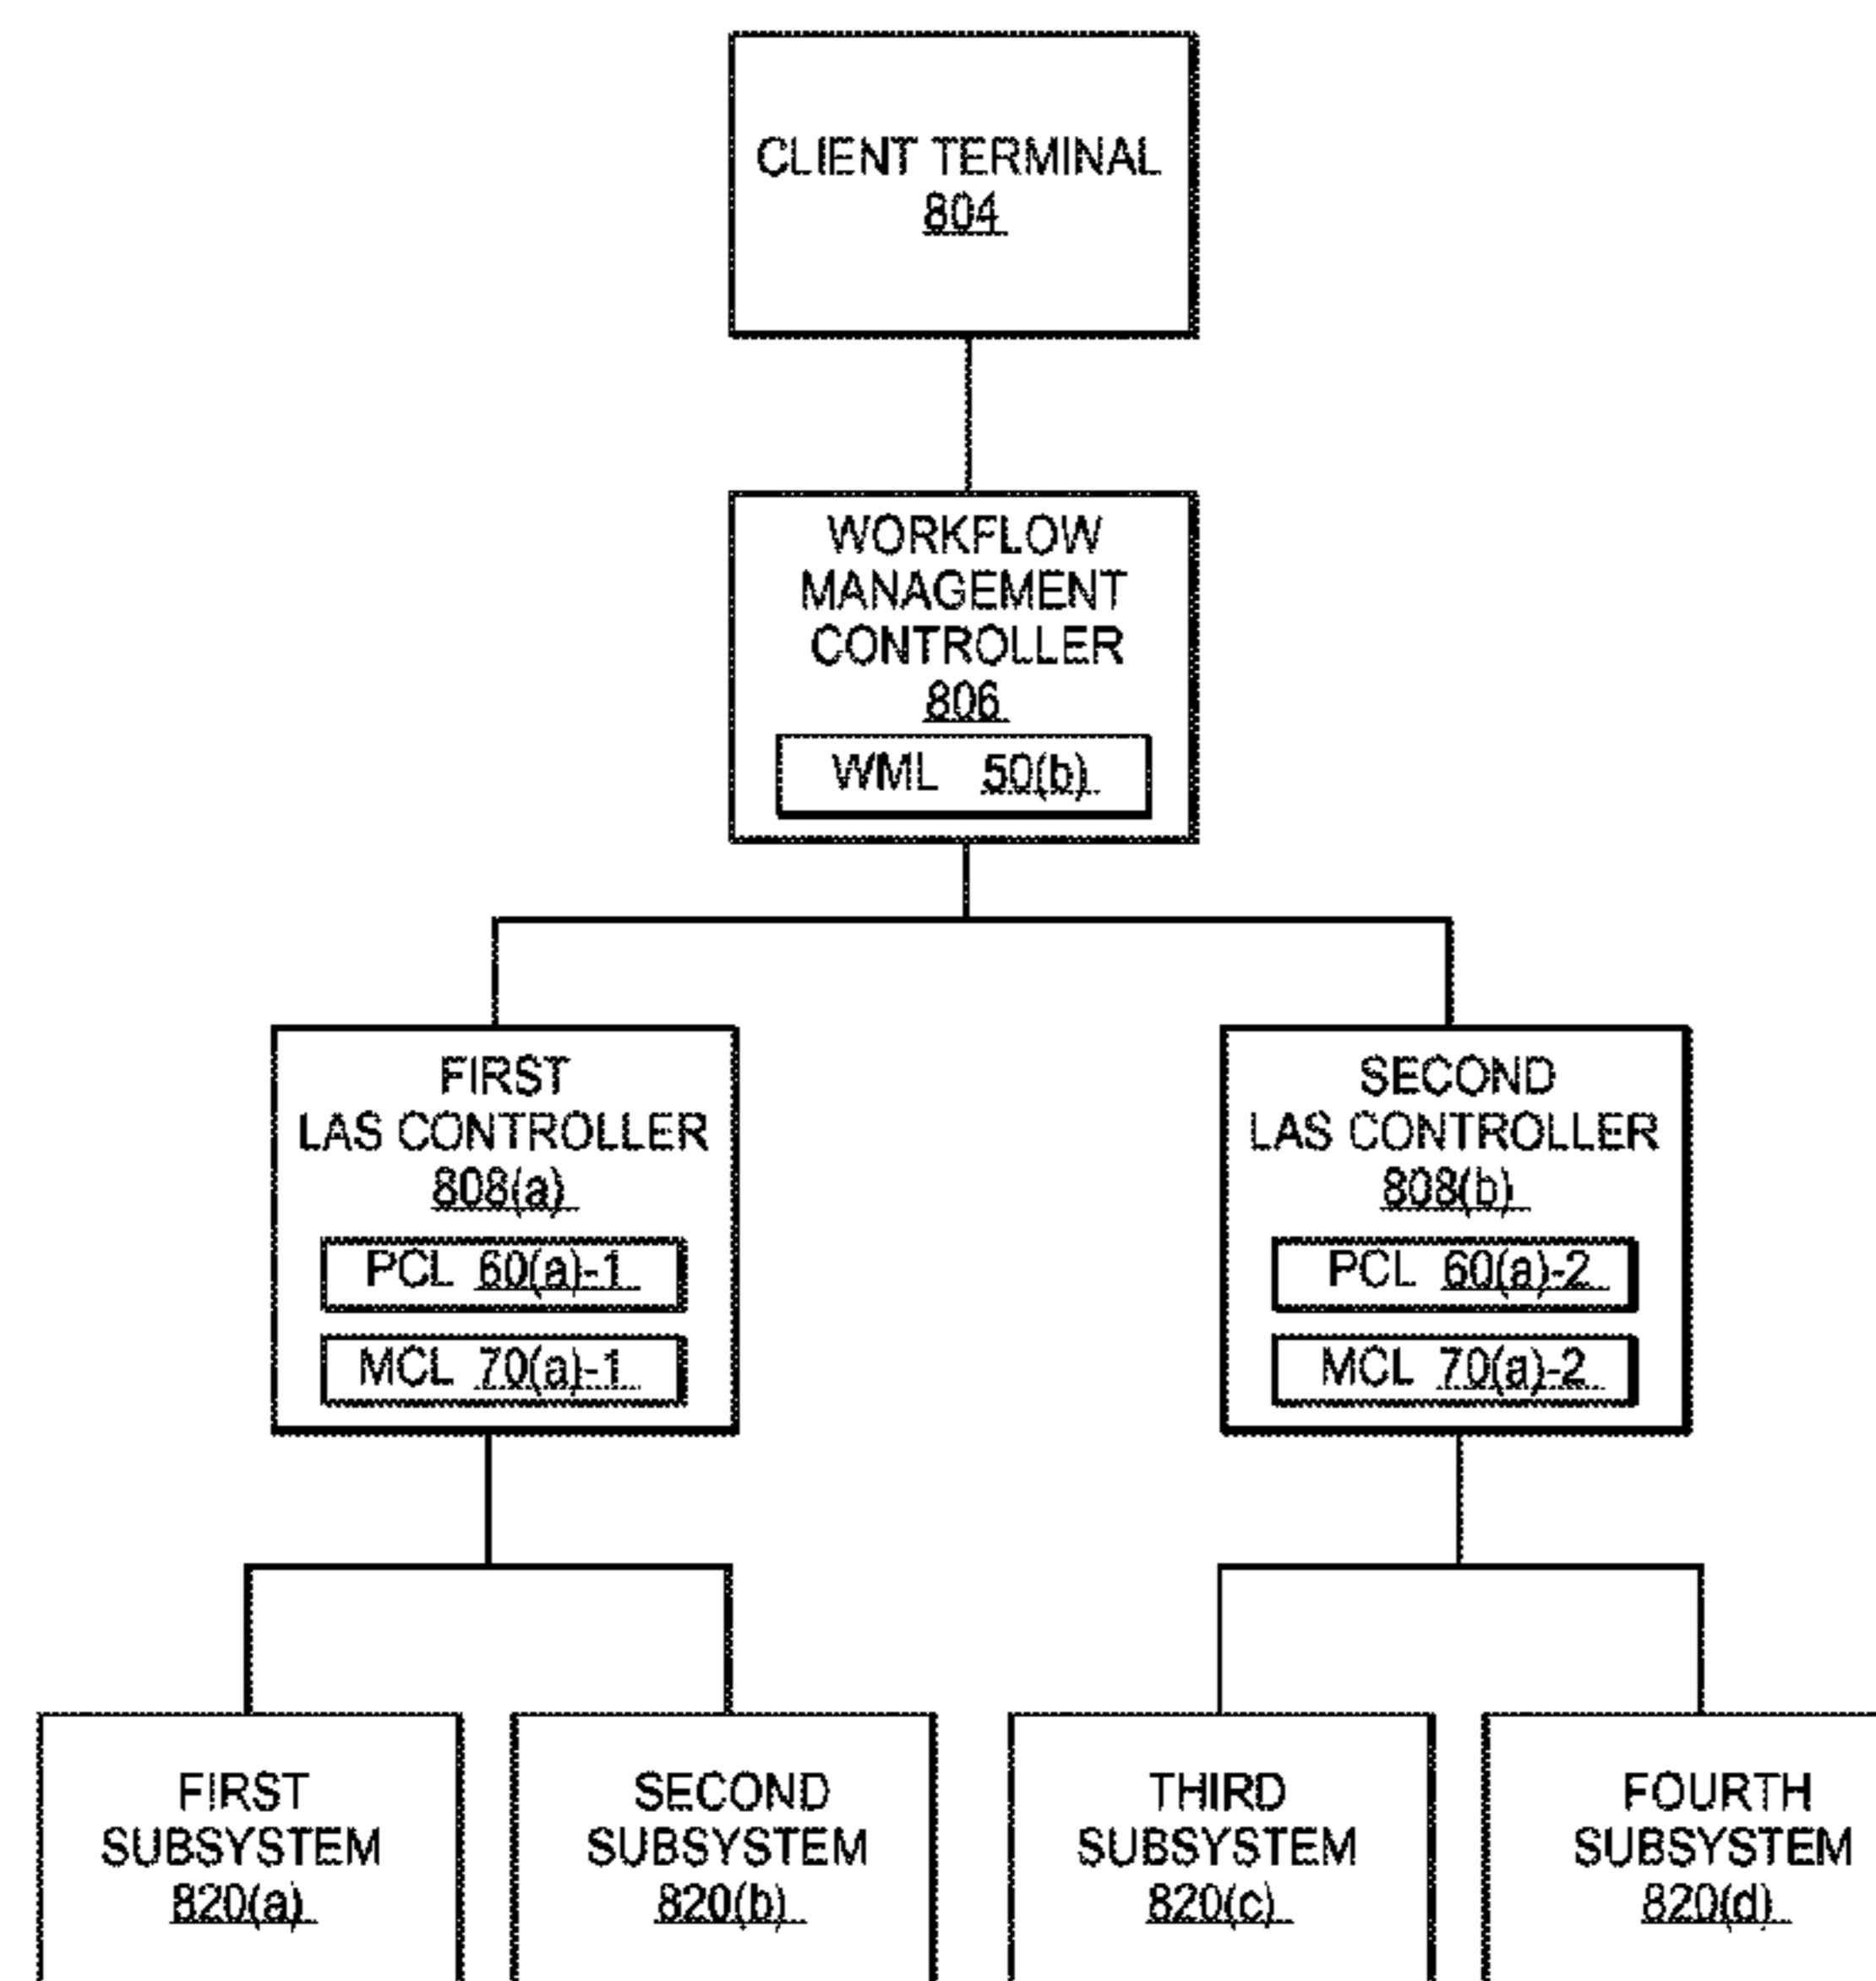 CLIENT TERMINAL
804
WORKFLOW
MANAGEMENT
CONTROLLER
806
WML 50(b)
FIRST
LAS CONTROLLER
808(a)
PCL 60(a)-1
MCL 70(a)-1
SECOND
LAS CONTROLLER
808(b)
PCL 60(a)-2
MCL 70(a)-2
FIRST
SUBSYSTEM
820(a)
SECOND
SUBSYSTEM
820(b)
THIRD
SUBSYSTEM
820(c)
FOURTH
SUBSYSTEM
820(d)